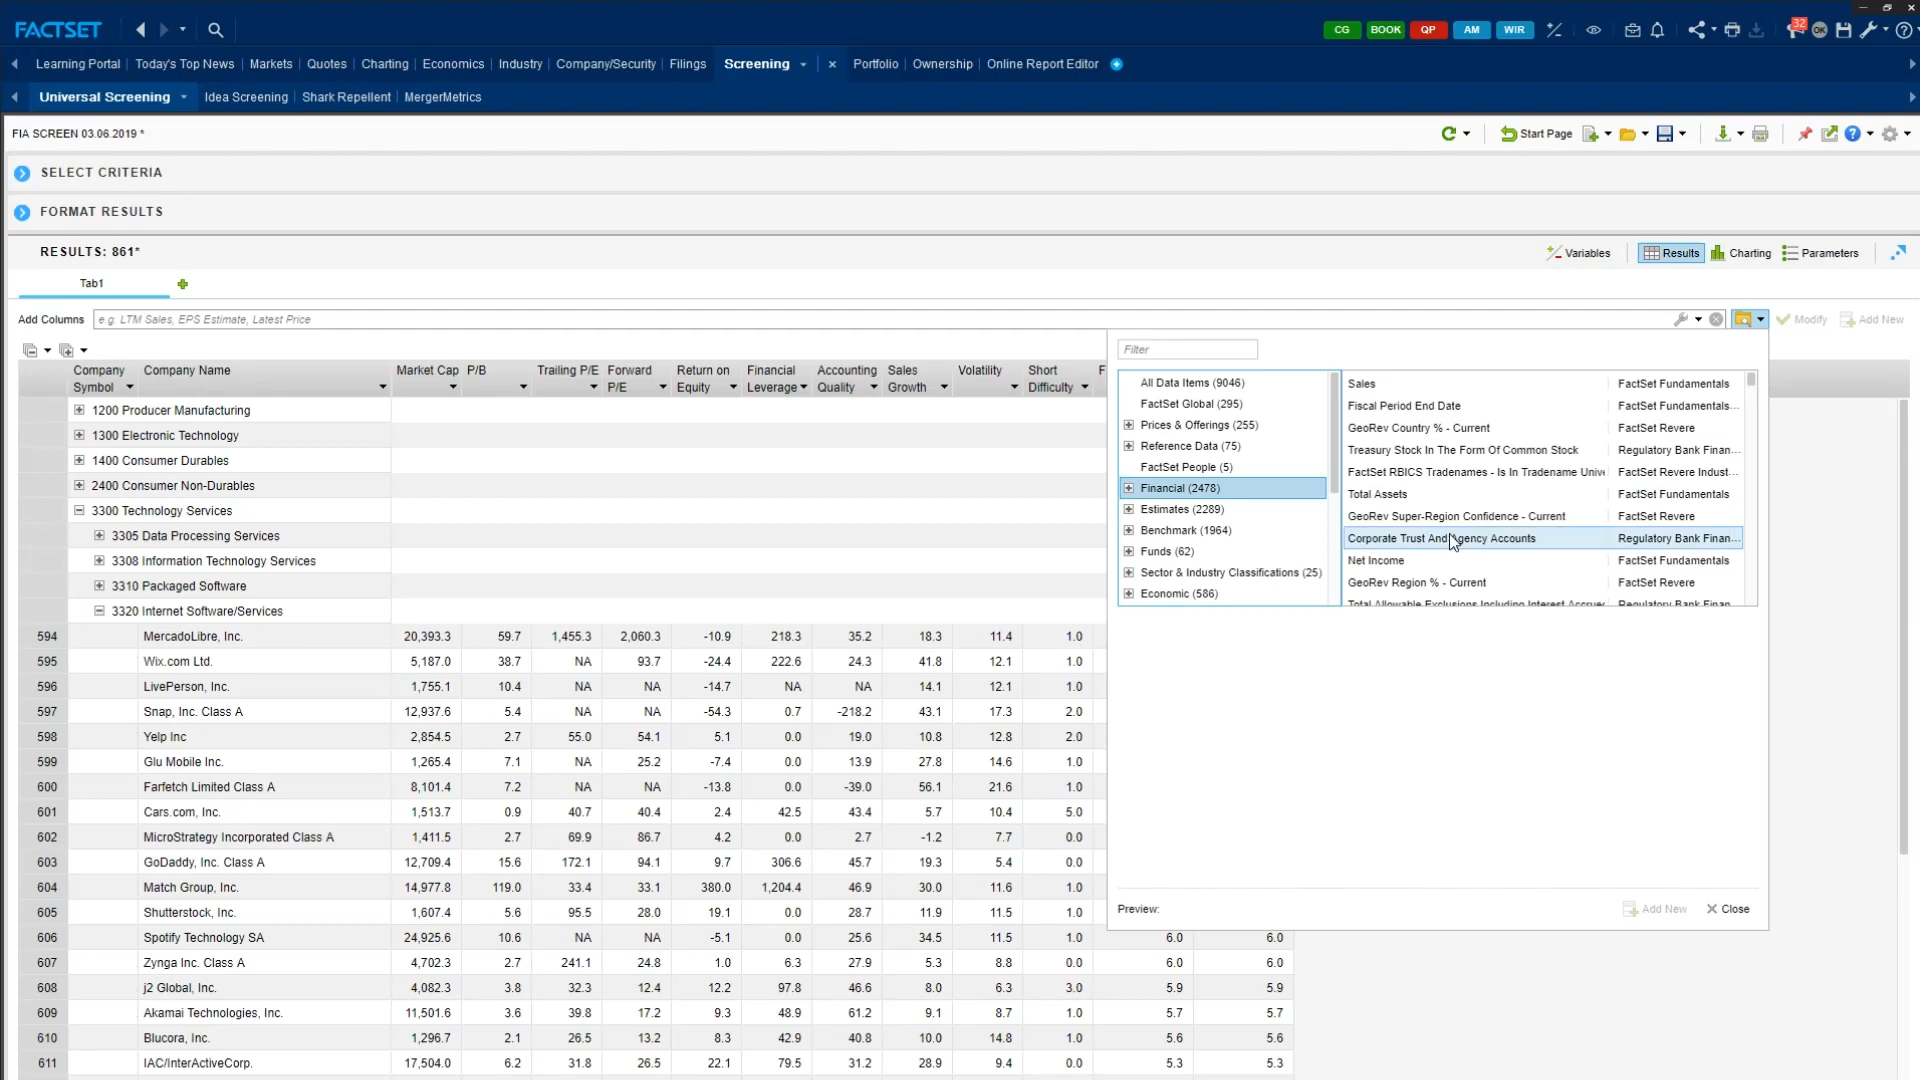 FACTSET
CG BOOK QP AM WIR 32 OK
Learning Portal Today's Top News Markets Quotes Charting Economics Industry Company/Security Filings Screening Portfolio Ownership Online Report Editor
Universal Screening Idea Screening Shark Repellent MergerMetrics
FIA SCREEN 03.06.2019 * Start Page
SELECT CRITERIA
FORMAT RESULTS
RESULTS: 861* Variables Results Charting Parameters
Tab1
Add Columns e.g. LTM Sales, EPS Estimate, Latest Price Modify Add New
Company Symbol Company Name Market Cap P/B Trailing P/E Forward P/E Return on Equity Financial Leverage Accounting Quality Sales Growth Volatility Short Difficulty F
1200 Producer Manufacturing
1300 Electronic Technology
1400 Consumer Durables
2400 Consumer Non-Durables
3300 Technology Services
3305 Data Processing Services
3308 Information Technology Services
3310 Packaged Software
3320 Internet Software/Services
594 MercadoLibre, Inc. 20,393.3 59.7 1,455.3 2,060.3 -10.9 218.3 35.2 18.3 11.4 1.0
595 Wix.com Ltd. 5,187.0 38.7 NA 93.7 -24.4 222.6 24.3 41.8 12.1 1.0
596 LivePerson, Inc. 1,755.1 10.4 NA NA -14.7 NA NA 14.1 12.1 1.0
597 Snap, Inc. Class A 12,937.6 5.4 NA NA -54.3 0.7 -218.2 43.1 17.3 2.0
598 Yelp Inc 2,854.5 2.7 55.0 54.1 5.1 0.0 19.0 10.8 12.8 2.0
599 Glu Mobile Inc. 1,265.4 7.1 NA 25.2 -7.4 0.0 13.9 27.8 14.6 1.0
600 Farfetch Limited Class A 8,101.4 7.2 NA NA -13.8 0.0 -39.0 56.1 21.6 1.0
601 Cars.com, Inc. 1,513.7 0.9 40.7 40.4 2.4 42.5 43.4 5.7 10.4 5.0
602 MicroStrategy Incorporated Class A 1,411.5 2.7 69.9 86.7 4.2 0.0 2.7 -1.2 7.7 0.0
603 GoDaddy, Inc. Class A 12,709.4 15.6 172.1 94.1 9.7 306.6 45.7 19.3 5.4 0.0
604 Match Group, Inc. 14,977.8 119.0 33.4 33.1 380.0 1,204.4 46.9 30.0 11.6 1.0
605 Shutterstock, Inc. 1,607.4 5.6 95.5 28.0 19.1 0.0 28.7 11.9 11.5 1.0
606 Spotify Technology SA 24,925.6 10.6 NA NA -5.1 0.0 25.6 34.5 11.5 1.0 6.0 6.0
607 Zynga Inc. Class A 4,702.3 2.7 241.1 24.8 1.0 6.3 27.9 5.3 8.8 0.0 6.0 6.0
608 j2 Global, Inc. 4,082.3 3.8 32.3 12.4 12.2 97.8 46.6 8.0 6.3 3.0 5.9 5.9
609 Akamai Technologies, Inc. 11,501.6 3.6 39.8 17.2 9.3 48.9 61.2 9.1 8.7 1.0 5.7 5.7
610 Blucora, Inc. 1,296.7 2.1 26.5 13.2 8.3 42.9 40.8 10.0 14.8 1.0 5.6 5.6
611 IAC/InterActiveCorp. 17,504.0 6.2 31.8 26.5 22.1 79.5 31.2 28.9 9.4 0.0 5.3 5.3
Filter
All Data Items (9046)
FactSet Global (295)
Prices & Offerings (255)
Reference Data (75)
FactSet People (5)
Financial (2478)
Estimates (2289)
Benchmark (1964)
Funds (62)
Sector & Industry Classifications (25)
Economic (586)
Sales FactSet Fundamentals
Fiscal Period End Date FactSet Fundamentals...
GeoRev Country % - Current FactSet Revere
Treasury Stock In The Form Of Common Stock Regulatory Bank Finan...
FactSet RBICS Tradenames - Is In Tradename Unive FactSet Revere Indust...
Total Assets FactSet Fundamentals
GeoRev Super-Region Confidence - Current FactSet Revere
Corporate Trust And Agency Accounts Regulatory Bank Finan...
Net Income FactSet Fundamentals
GeoRev Region % - Current FactSet Revere
Total Allowable Exclusions Including Interest Accrue Regulatory Bank Finan
Preview: Add New Close